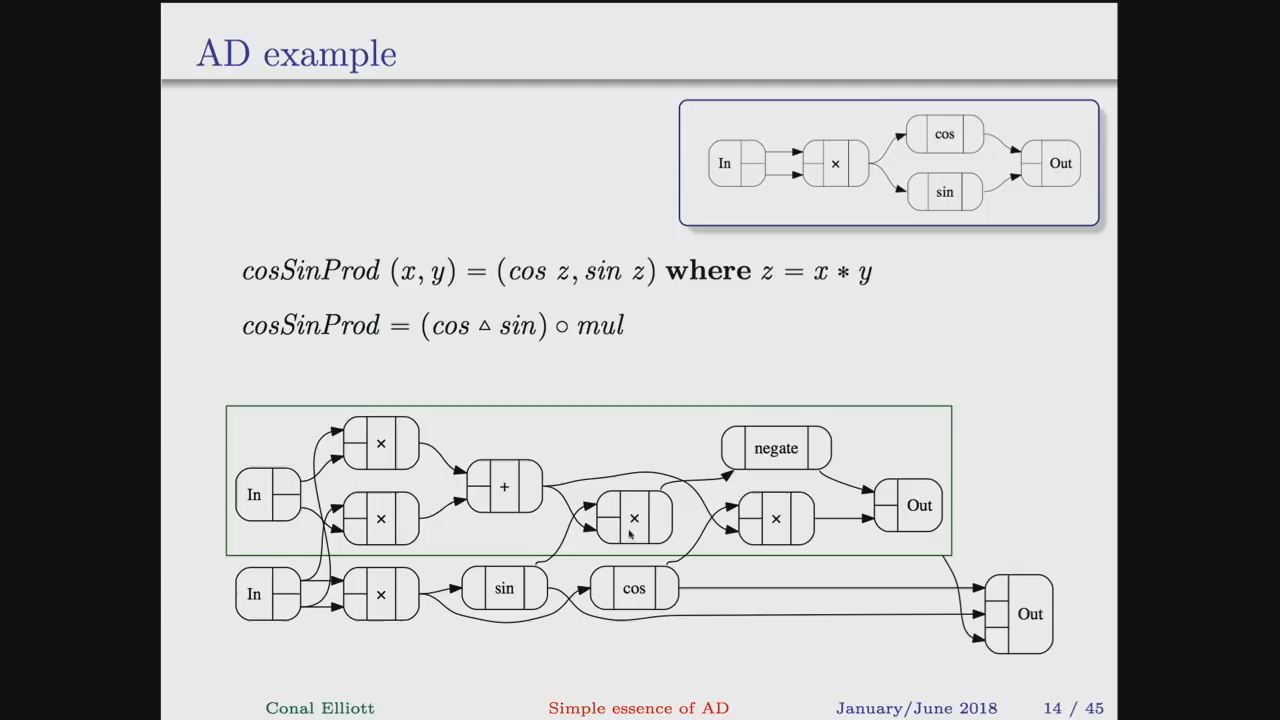 AD example
In × cos sin Out
cosSinProd (x, y) = (cos z, sin z) where z = x ∗ y
cosSinProd = (cos ▵ sin) ∘ mul
In × × + × negate × Out
In × sin cos Out
Conal Elliott Simple essence of AD January/June 2018 14 / 45